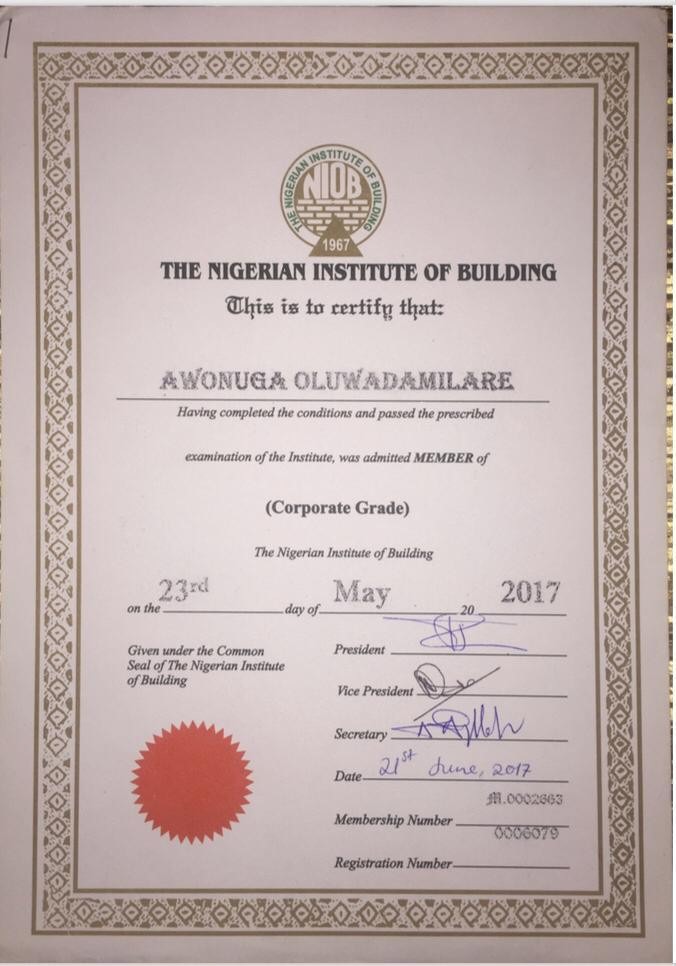 THE NIGERIAN INSTITUTE OF BUILDING
NIOB
1967
THE NIGERIAN INSTITUTE OF BUILDING
This is to certify that:
AWONUGA OLUWADAMILARE
Having completed the conditions and passed the prescribed
examination of the Institute, was admitted MEMBER of
(Corporate Grade)
The Nigerian Institute of Building
on the 23rd day of May 20 2017
Given under the Common
Seal of The Nigerian Institute
of Building
President
Vice President
Secretary
Date 21st June, 2017
M.0002663
Membership Number
0006079
Registration Number